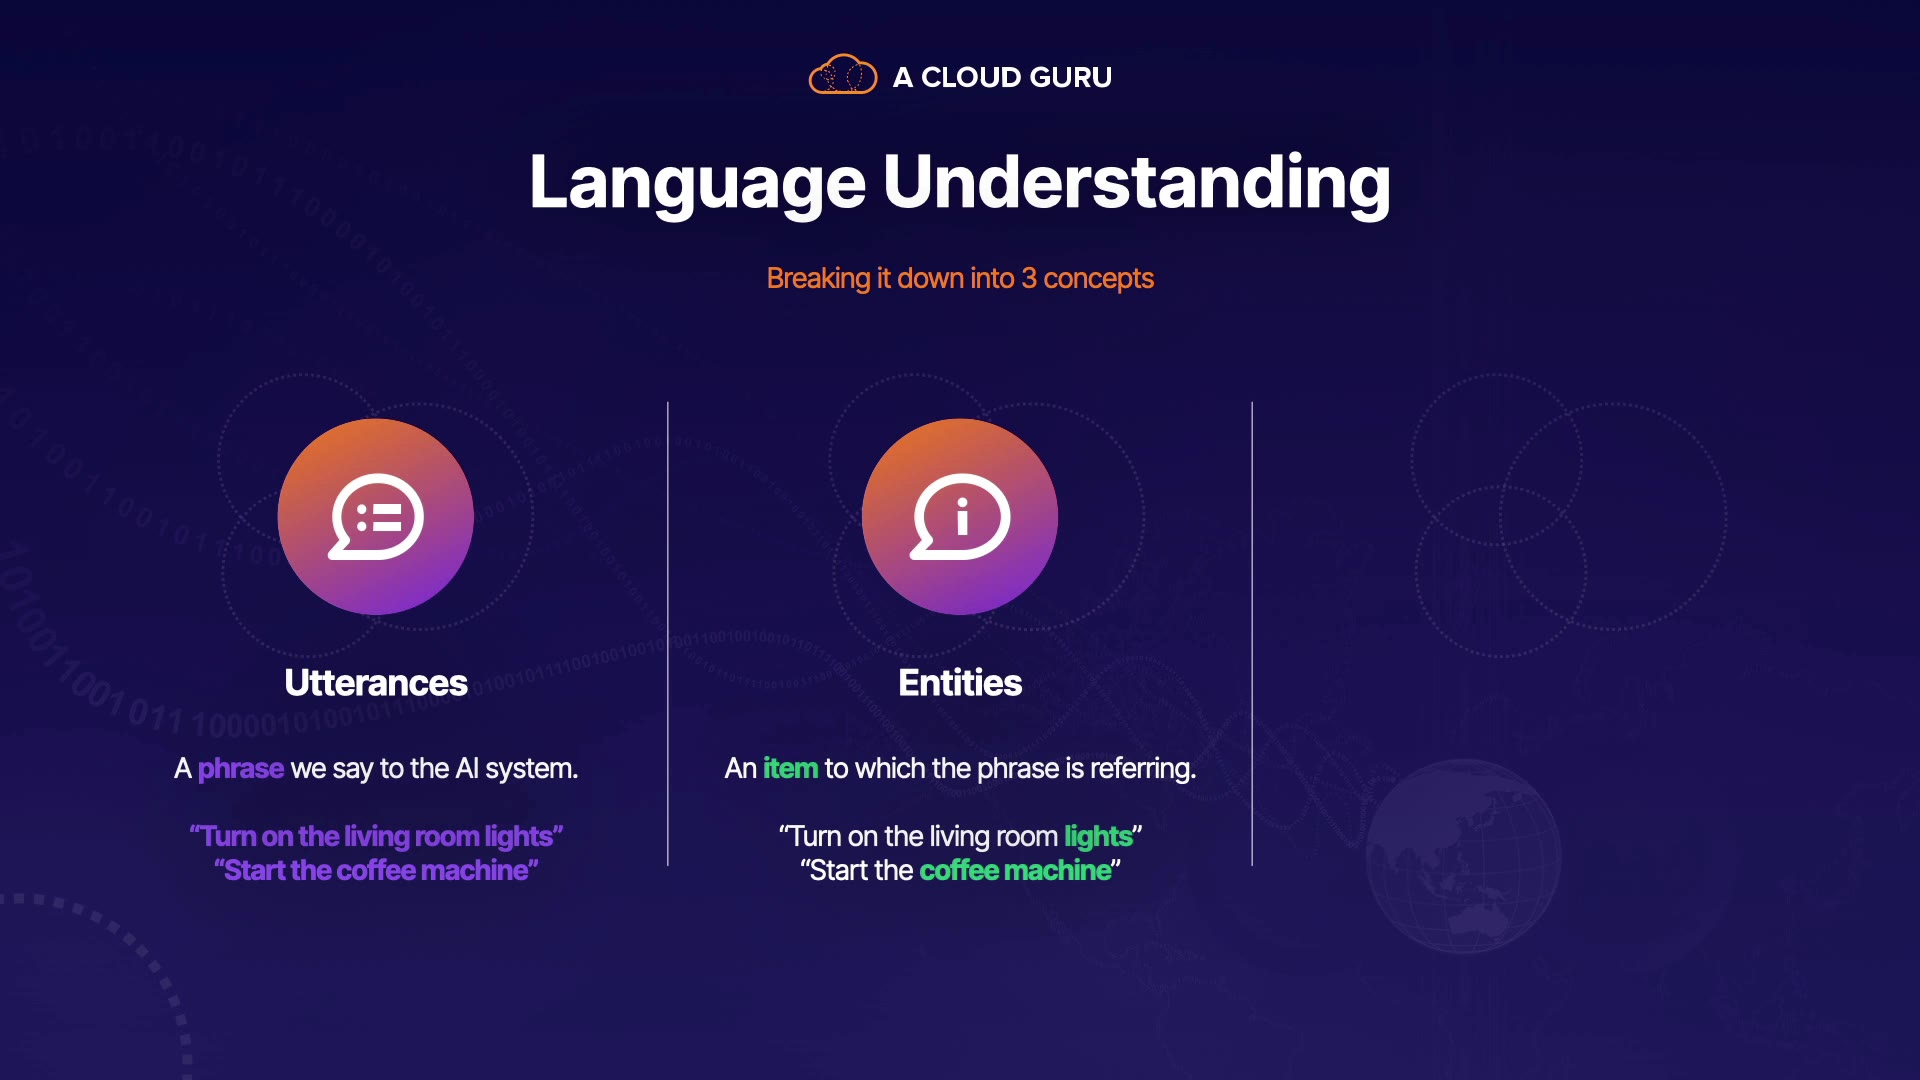 A CLOUD GURU
Language Understanding
Breaking it down into 3 concepts
Utterances
A phrase we say to the AI system.
“Turn on the living room lights”
“Start the coffee machine”
Entities
An item to which the phrase is referring.
“Turn on the living room lights”
“Start the coffee machine”